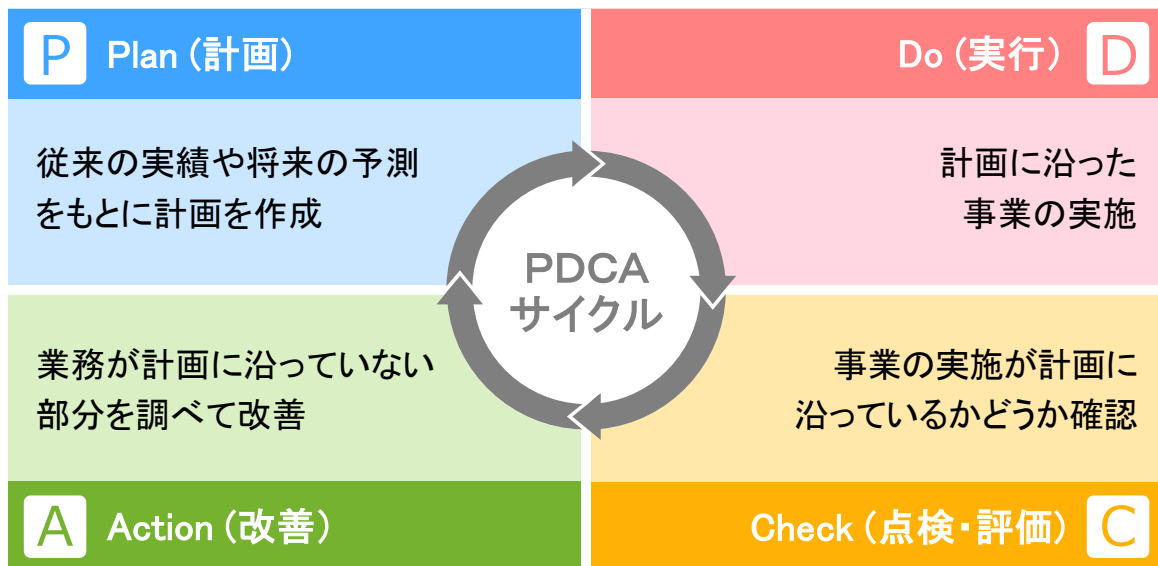 P Plan (計画)
従来の実績や将来の予測
をもとに計画を作成
Do (実行) D
計画に沿った
事業の実施
PDCA
サイクル
業務が計画に沿っていない
部分を調べて改善
A Action (改善)
事業の実施が計画に
沿っているかどうか確認
Check (点検・評価) C